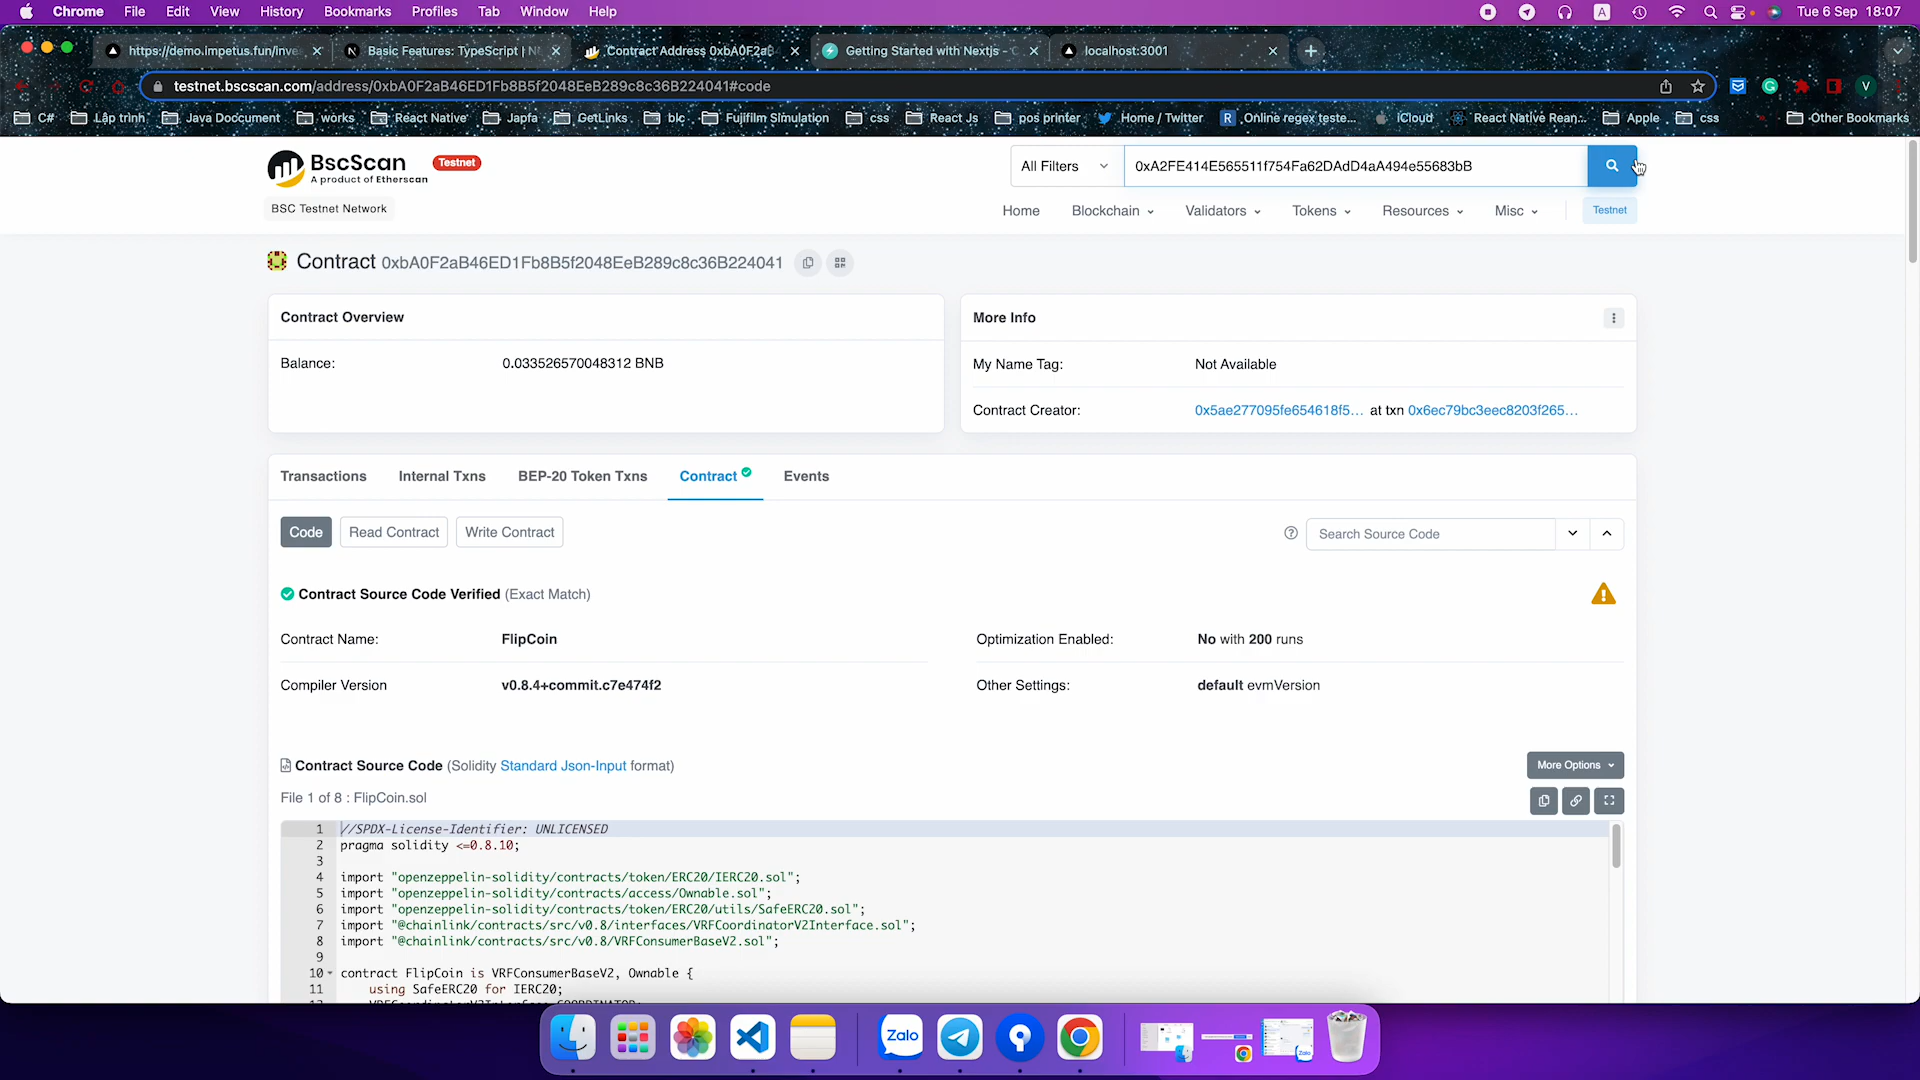 Chrome File Edit View History Bookmarks Profiles Tab Window Help A Tue 6 Sep 18:07
https://demo.impetus.fun/inves Basic Features: TypeScript | N Contract Address 0xbA0F2aB Getting Started with Nextjs - C localhost:3001
testnet.bscscan.com/address/0xbA0F2aB46ED1Fb8B5f2048EeB289c8c36B224041#code V
C# Lập trình Java Document works React Native Japfa GetLinks blc Fujifilm Simulation css React Js pos printer Home / Twitter R Online regex teste... iCloud React Native Rean... Apple css Other Bookmarks
BscScan Testnet
A product of Etherscan
BSC Testnet Network
All Filters 0xA2FE414E565511f754Fa62DAdD4aA494e55683bB
Home Blockchain Validators Tokens Resources Misc Testnet
Contract 0xbA0F2aB46ED1Fb8B5f2048EeB289c8c36B224041
Contract Overview
Balance: 0.033526570048312 BNB
More Info
My Name Tag: Not Available
Contract Creator: 0x5ae277095fe654618f5... at txn 0x6ec79bc3eec8203f265...
Transactions Internal Txns BEP-20 Token Txns Contract Events
Code Read Contract Write Contract Search Source Code
Contract Source Code Verified (Exact Match)
Contract Name: FlipCoin
Optimization Enabled: No with 200 runs
Compiler Version v0.8.4+commit.c7e474f2
Other Settings: default evmVersion
Contract Source Code (Solidity Standard Json-Input format)
More Options
File 1 of 8 : FlipCoin.sol
1 //SPDX-License-Identifier: UNLICENSED
2 pragma solidity <=0.8.10;
3
4 import "openzeppelin-solidity/contracts/token/ERC20/IERC20.sol";
5 import "openzeppelin-solidity/contracts/access/Ownable.sol";
6 import "openzeppelin-solidity/contracts/token/ERC20/utils/SafeERC20.sol";
7 import "@chainlink/contracts/src/v0.8/interfaces/VRFCoordinatorV2Interface.sol";
8 import "@chainlink/contracts/src/v0.8/VRFConsumerBaseV2.sol";
9
10 contract FlipCoin is VRFConsumerBaseV2, Ownable {
11 using SafeERC20 for IERC20;
12 VRFCoordinatorV2Interface COORDINATOR;
Zalo